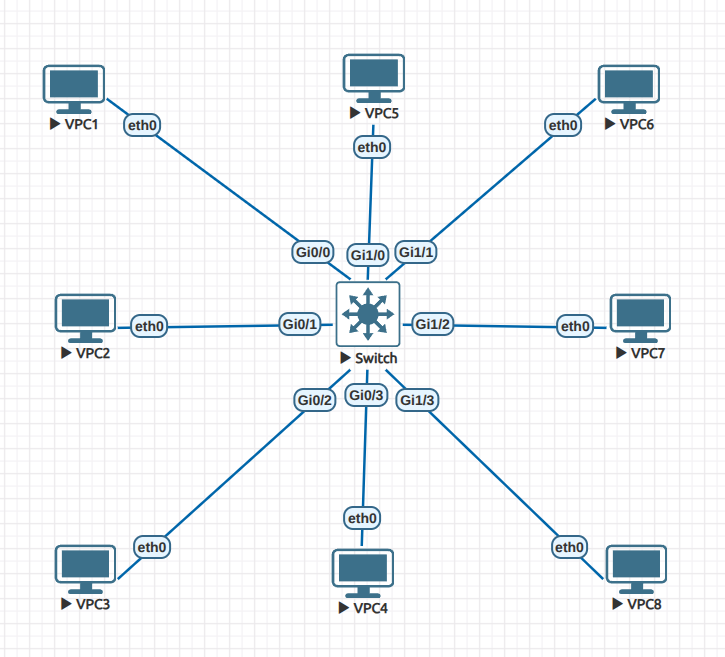 VPC5
VPC1
VPC6
eth0
eth0
eth0
Gi0/0
Gi1/0
Gi1/1
eth0
Gi0/1
Gi1/2
eth0
VPC2
Switch
VPC7
Gi0/2
Gi0/3
Gi1/3
eth0
eth0
eth0
VPC3
VPC4
VPC8